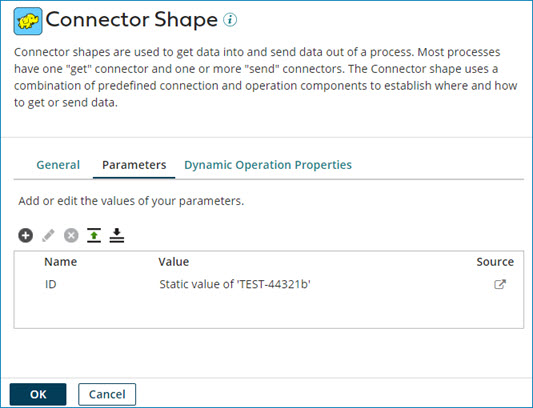 Connector Shape
Connector shapes are used to get data into and send data out of a process. Most processes
have one "get" connector and one or more "send" connectors. The Connector shape uses a
combination of predefined connection and operation components to establish where and how
to get or send data.
General Parameters Dynamic Operation Properties
Add or edit the values of your parameters.
Name Value Source
ID Static value of 'TEST-44321b'
OK Cancel